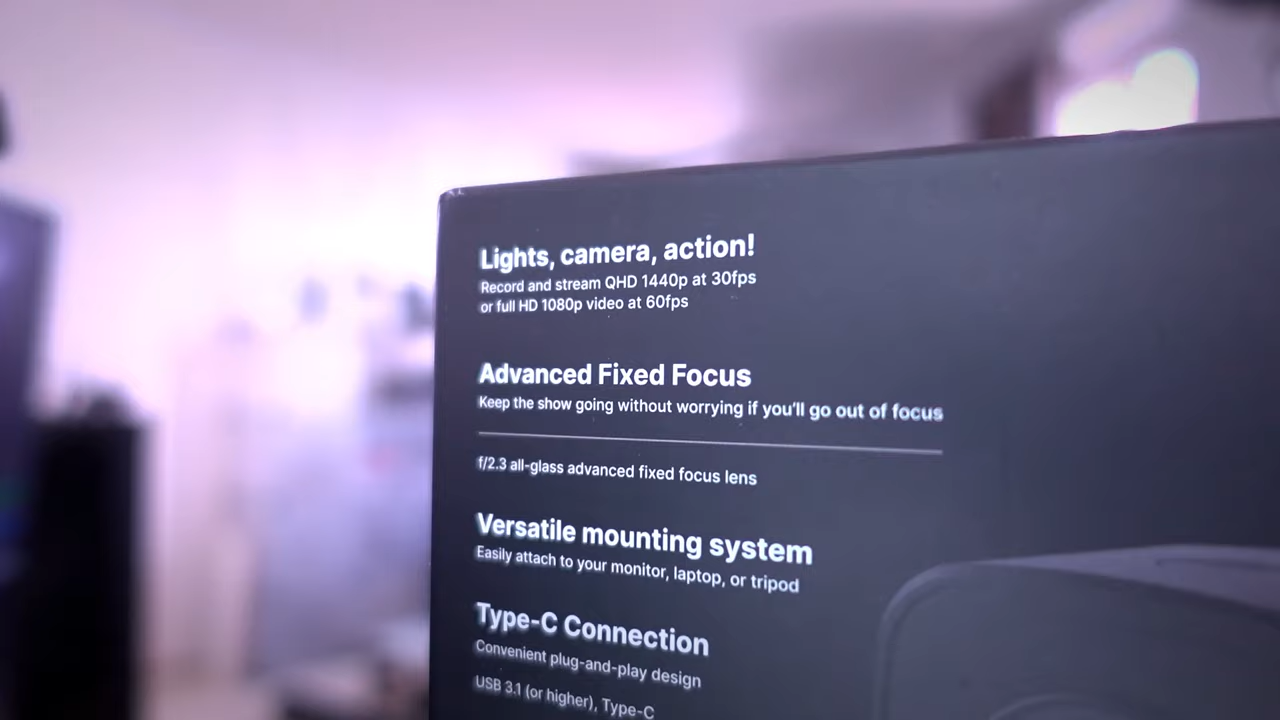 Lights, camera, action!
Record and stream QHD 1440p at 30fps
or full HD 1080p video at 60fps
Advanced Fixed Focus
Keep the show going without worrying if you'll go out of focus
f/2.3 all-glass advanced fixed focus lens
Versatile mounting system
Easily attach to your monitor, laptop, or tripod
Type-C Connection
Convenient plug-and-play design
USB 3.1 (or higher), Type-C